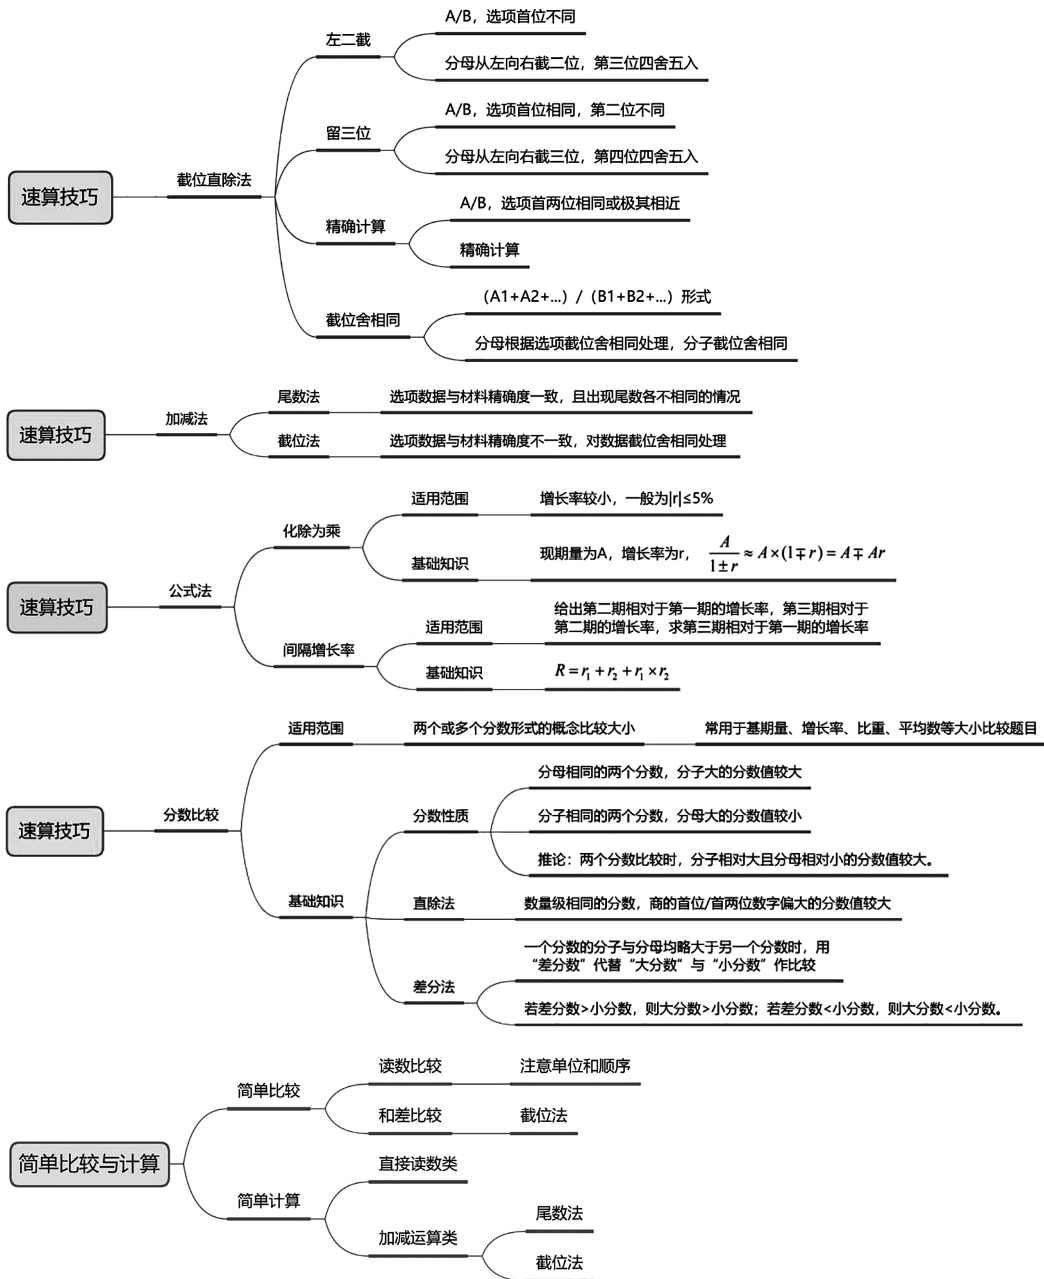 速算技巧
截位直除法
左二截
A/B，选项首位不同
分母从左向右截二位，第三位四舍五入
留三位
A/B，选项首位相同，第二位不同
分母从左向右截三位，第四位四舍五入
精确计算
A/B，选项首两位相同或极其相近
精确计算
截位舍相同
（A1+A2+...）/（B1+B2+...）形式
分母根据选项截位舍相同处理，分子截位舍相同
速算技巧
加减法
尾数法
选项数据与材料精确度一致，且出现尾数各不相同的情况
截位法
选项数据与材料精确度不一致，对数据截位舍相同处理
速算技巧
公式法
化除为乘
适用范围
增长率较小，一般为|r|≤5%
基础知识
现期量为A，增长率为r， A/(1±r) ≈ A×(1∓r) = A∓Ar
间隔增长率
适用范围
给出第二期相对于第一期的增长率，第三期相对于
第二期的增长率，求第三期相对于第一期的增长率
基础知识
R=r₁+r₂+r₁×r₂
速算技巧
分数比较
适用范围
两个或多个分数形式的概念比较大小
常用于基期量、增长率、比重、平均数等大小比较题目
基础知识
分数性质
分母相同的两个分数，分子大的分数值较大
分子相同的两个分数，分母大的分数值较小
推论：两个分数比较时，分子相对大且分母相对小的分数值较大。
直除法
数量级相同的分数，商的首位/首两位数字偏大的分数值较大
差分法
一个分数的分子与分母均略大于另一个分数时，用
“差分数”代替“大分数”与“小分数”作比较
若差分数>小分数，则大分数>小分数；若差分数<小分数，则大分数<小分数。
简单比较与计算
简单比较
读数比较
注意单位和顺序
和差比较
截位法
简单计算
直接读数类
加减运算类
尾数法
截位法